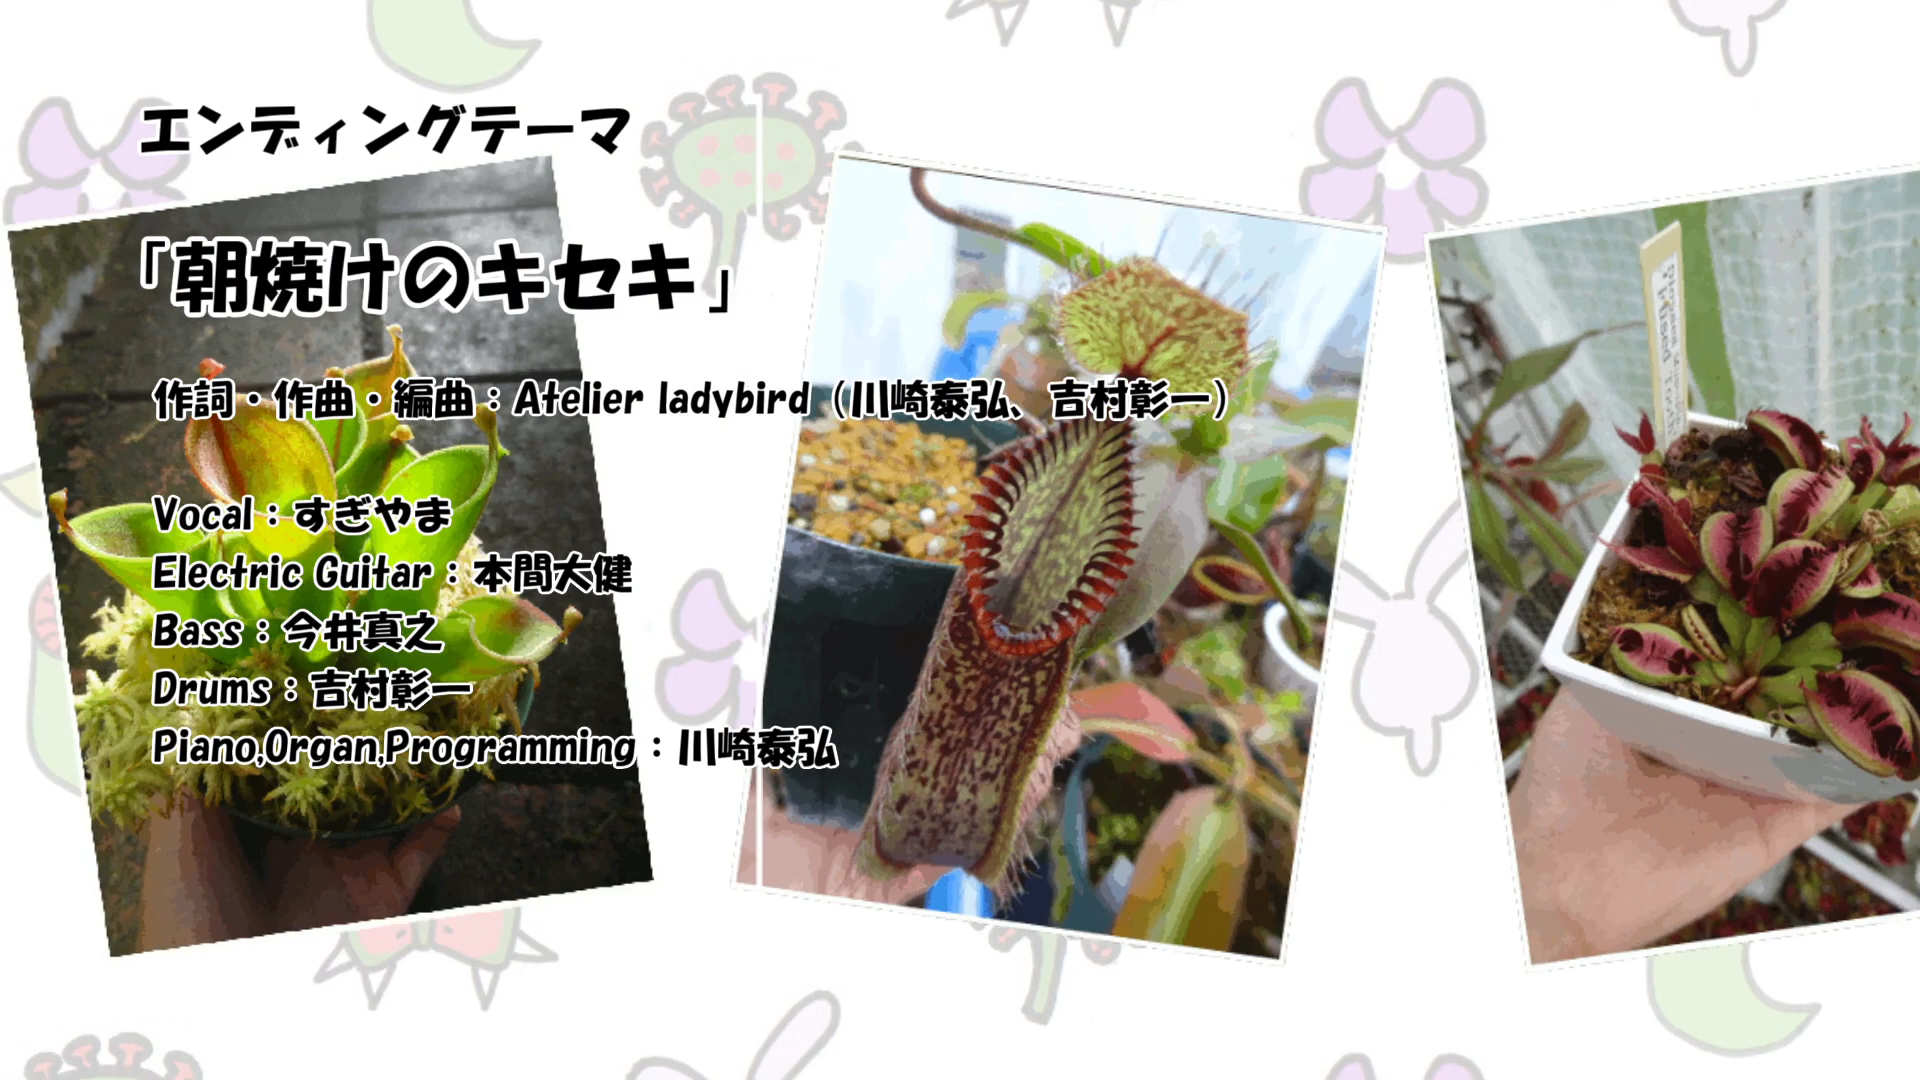 エンディングテーマ
「朝焼けのキセキ」
作詞・作曲・編曲：Atelier ladybird（川崎泰弘、吉村彰一）
Vocal：すぎやま
Electric Guitar：本間大健
Bass：今井真之
Drums：吉村彰一
Piano,Organ,Programming：川崎泰弘